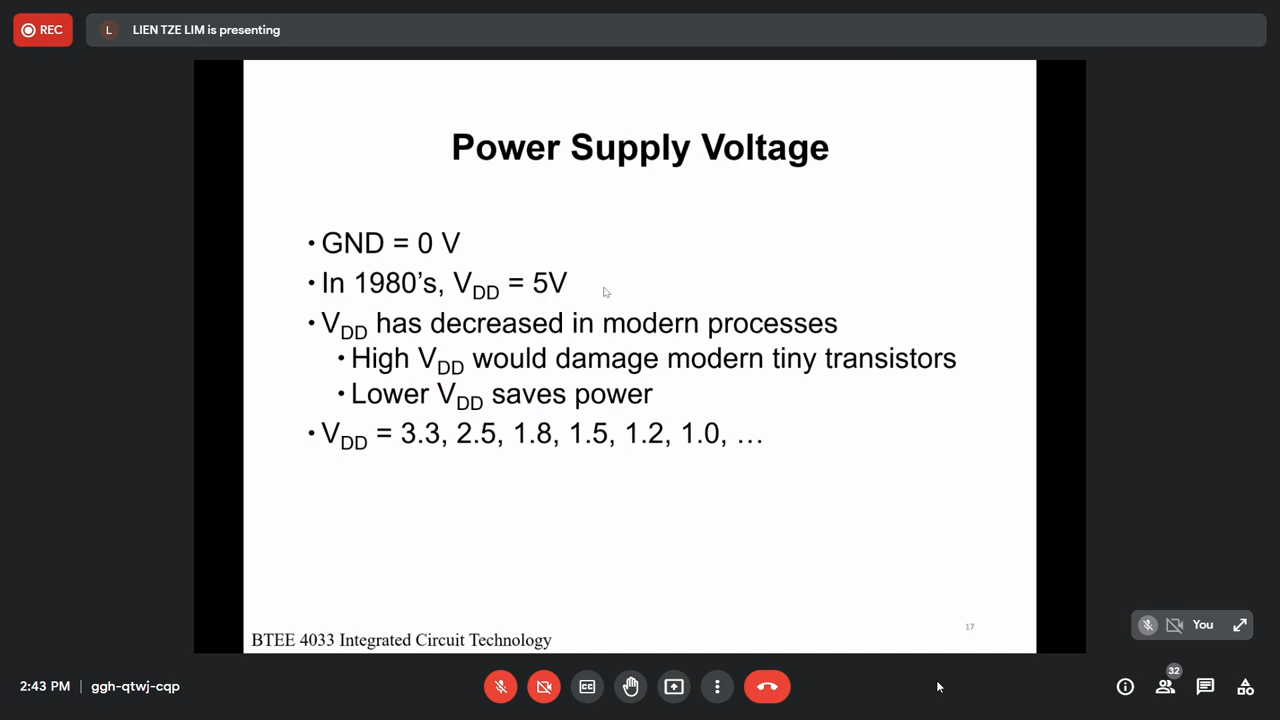 REC
L
LIEN TZE LIM is presenting
Power Supply Voltage
• GND = 0 V
• In 1980’s, VDD = 5V
• VDD has decreased in modern processes
• High VDD would damage modern tiny transistors
• Lower VDD saves power
• VDD = 3.3, 2.5, 1.8, 1.5, 1.2, 1.0, …
17
BTEE 4033 Integrated Circuit Technology
You
2:43 PM | ggh-qtwj-cqp
CC
32